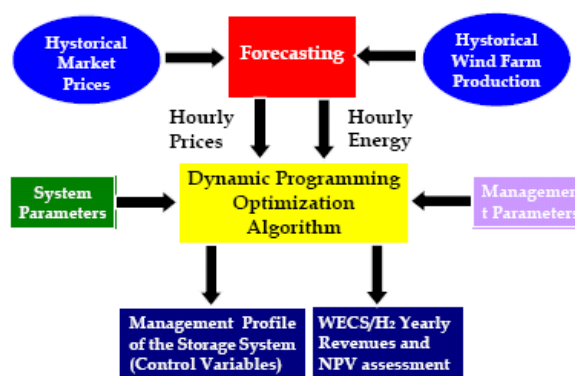 Hystorical
Market
Prices
Forecasting
Hystorical
Wind Farm
Production
Hourly
Prices
Hourly
Energy
System
Parameters
Dynamic Programming
Optimization
Algorithm
Managemen
t Parameters
Management Profile
of the Storage System
(Control Variables)
WECS/H₂ Yearly
Revenues and
NPV assessment